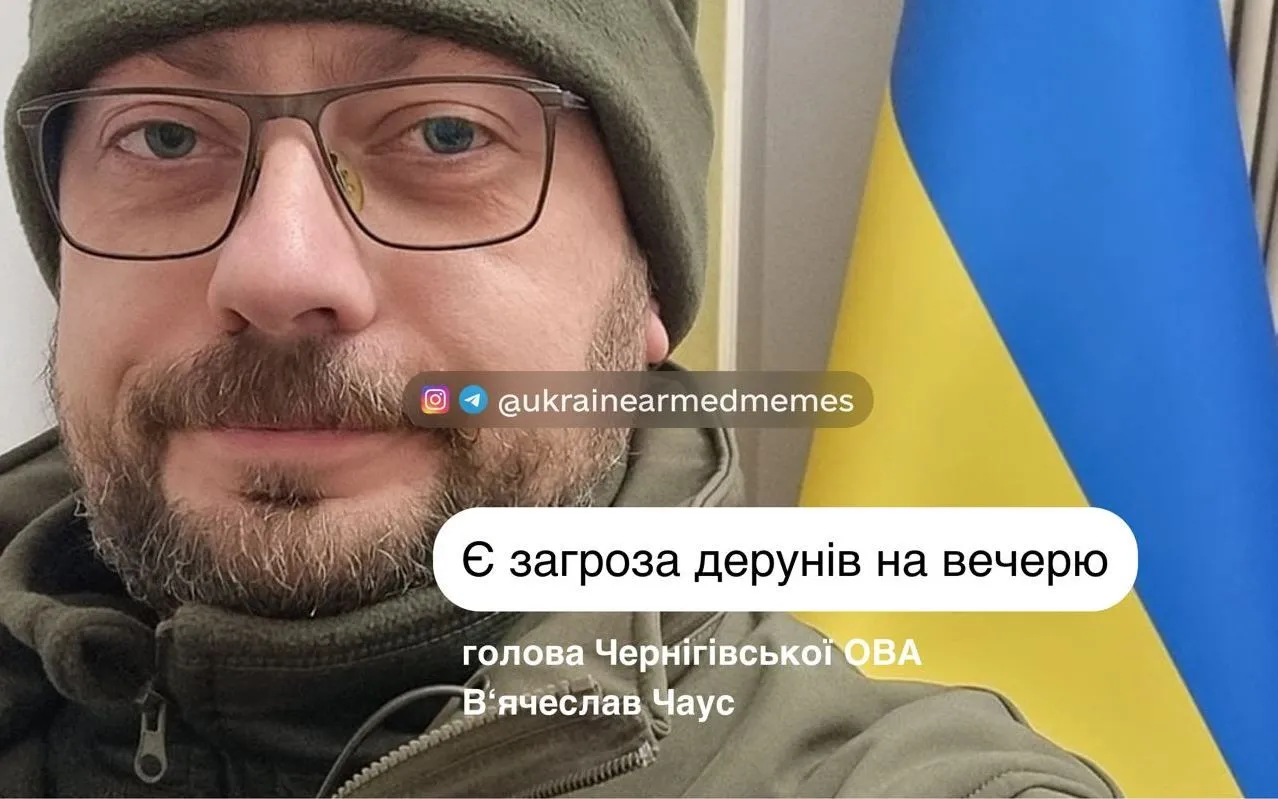 @ukrainearmedmemes
Є загроза дерунів на вечерю
голова Чернігівської ОВА
В‘ячеслав Чаус